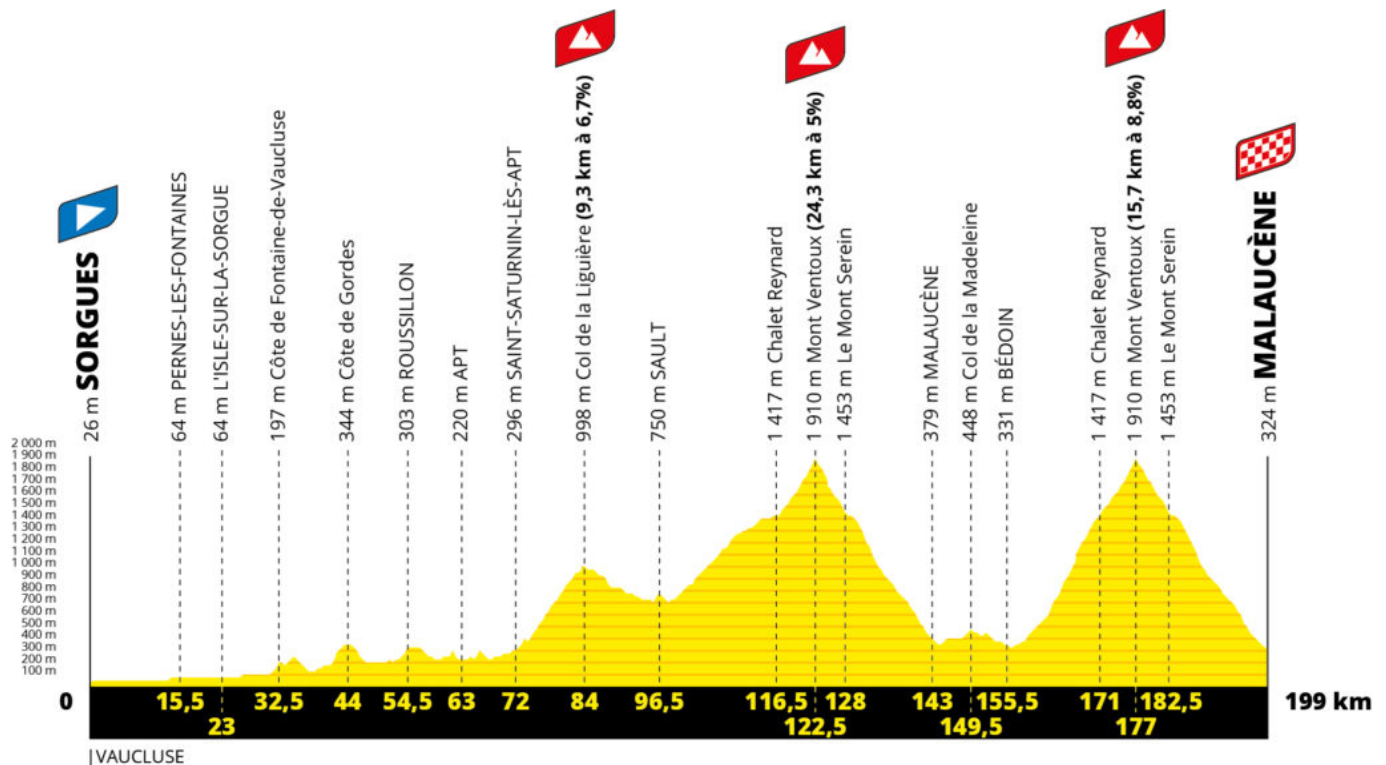 26 m SORGUES
64 m PERNES-LES-FONTAINES
64 m L'ISLE-SUR-LA-SORGUE
197 m Côte de Fontaine-de-Vaucluse
344 m Côte de Gordes
303 m ROUSSILLON
220 m APT
296 m SAINT-SATURNIN-LÈS-APT
998 m Col de la Liguière (9,3 km à 6,7%)
750 m SAULT
1 417 m Chalet Reynard
1 910 m Mont Ventoux (24,3 km à 5%)
1 453 m Le Mont Serein
379 m MALAUCÈNE
448 m Col de la Madeleine
331 m BÉDOIN
1 417 m Chalet Reynard
1 910 m Mont Ventoux (15,7 km à 8,8%)
1 453 m Le Mont Serein
324 m MALAUCÈNE
2 000 m
1 900 m
1 800 m
1 700 m
1 600 m
1 500 m
1 400 m
1 300 m
1 200 m
1 100 m
1 000 m
900 m
800 m
700 m
600 m
500 m
400 m
300 m
200 m
100 m
0 15,5 32,5 44 54,5 63 72 84 96,5 116,5 128 143 155,5 171 182,5 199 km
23 122,5 149,5 177
|VAUCLUSE